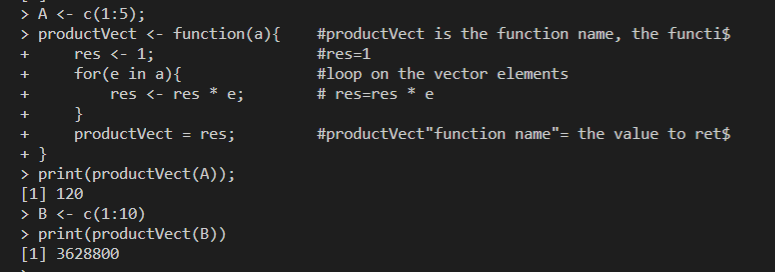 > A <- c(1:5);
> productVect <- function(a){    #productVect is the function name, the functi$
+     res <- 1;                  #res=1
+     for(e in a){               #loop on the vector elements
+         res <- res * e;        # res=res * e
+     }
+     productVect = res;         #productVect"function name"= the value to ret$
+ }
> print(productVect(A));
[1] 120
> B <- c(1:10)
> print(productVect(B))
[1] 3628800